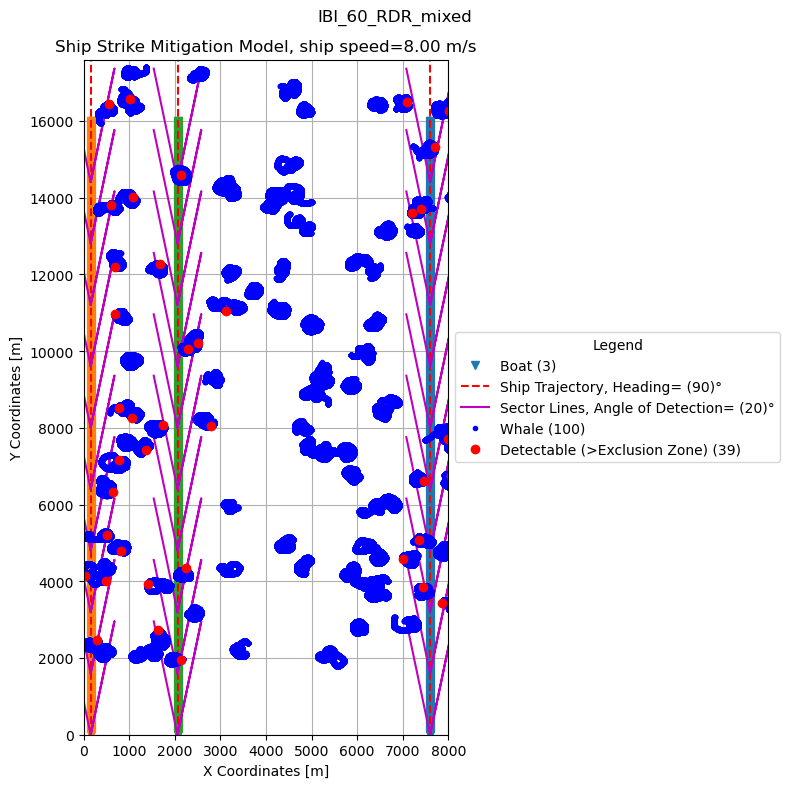 IBI_60_RDR_mixed
Ship Strike Mitigation Model, ship speed=8.00 m/s
Y Coordinates [m]
16000
14000
12000
10000
8000
6000
4000
2000
0
0 1000 2000 3000 4000 5000 6000 7000 8000
X Coordinates [m]
Legend
Boat (3)
Ship Trajectory, Heading= (90)°
Sector Lines, Angle of Detection= (20)°
Whale (100)
Detectable (>Exclusion Zone) (39)